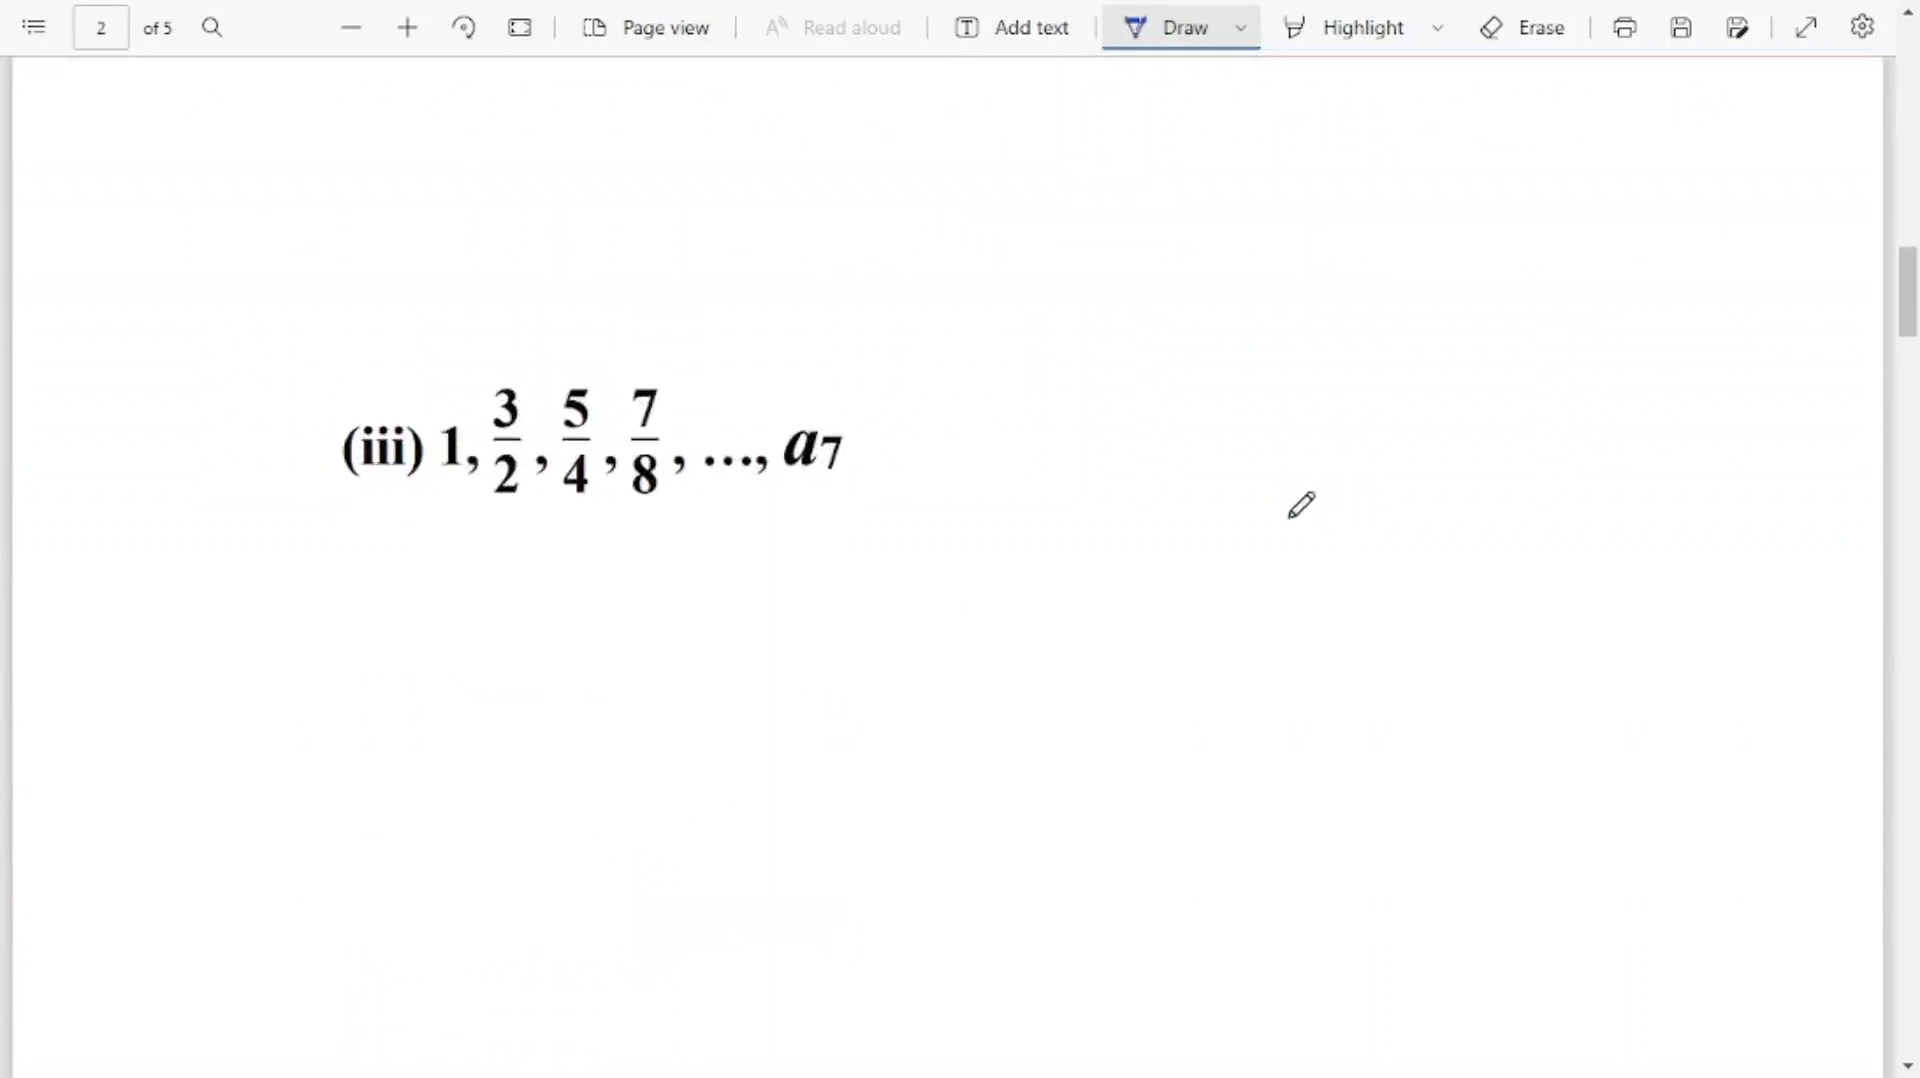 2 of 5 Page view Read aloud Add text Draw Highlight Erase
(iii) 1, 3/2, 5/4, 7/8, ..., a7